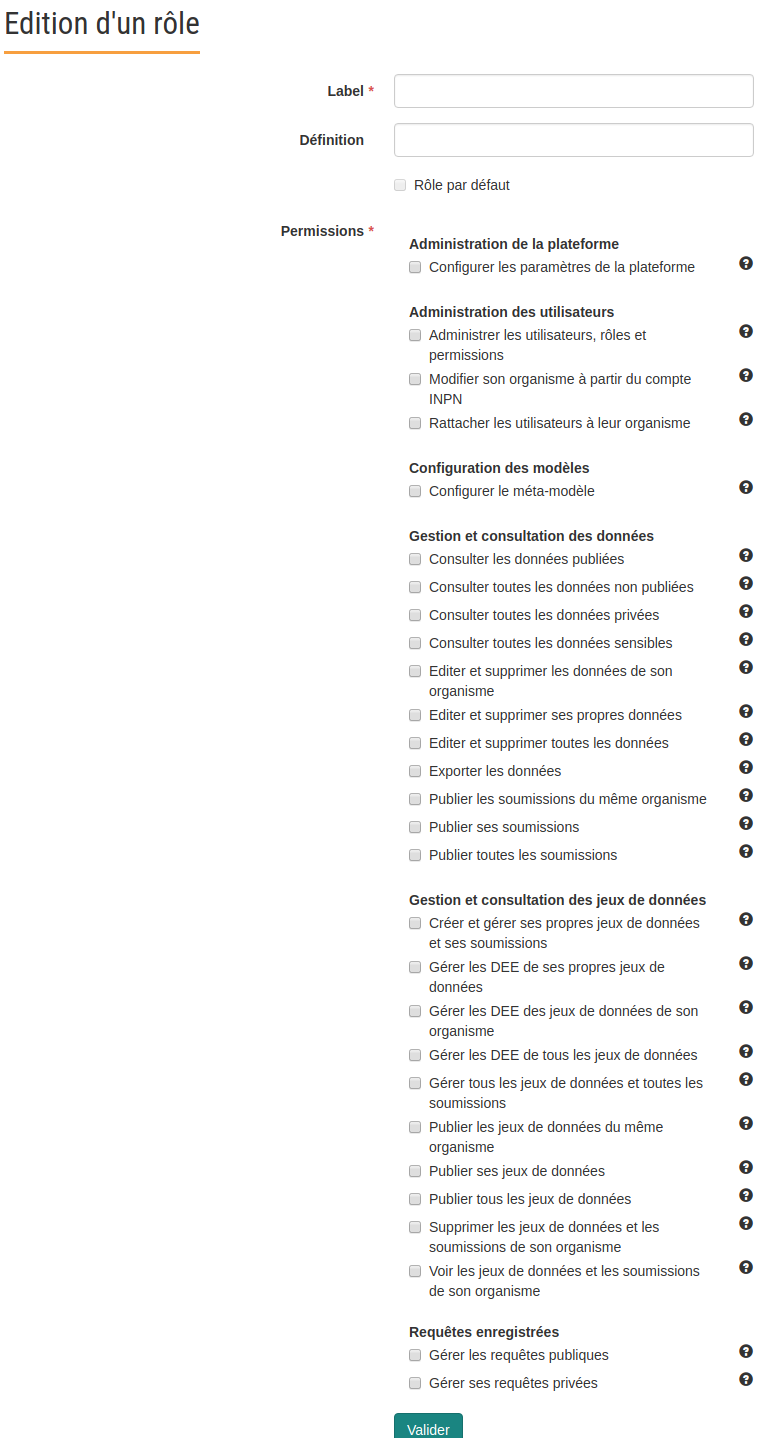 Edition d'un rôle
Label *
Définition
Rôle par défaut
Permissions *
Administration de la plateforme
Configurer les paramètres de la plateforme ?
Administration des utilisateurs
Administrer les utilisateurs, rôles et ?
permissions
Modifier son organisme à partir du compte ?
INPN
Rattacher les utilisateurs à leur organisme ?
Configuration des modèles
Configurer le méta-modèle ?
Gestion et consultation des données
Consulter les données publiées ?
Consulter toutes les données non publiées ?
Consulter toutes les données privées ?
Consulter toutes les données sensibles ?
Editer et supprimer les données de son ?
organisme
Editer et supprimer ses propres données ?
Editer et supprimer toutes les données ?
Exporter les données ?
Publier les soumissions du même organisme ?
Publier ses soumissions ?
Publier toutes les soumissions ?
Gestion et consultation des jeux de données
Créer et gérer ses propres jeux de données ?
et ses soumissions
Gérer les DEE de ses propres jeux de ?
données
Gérer les DEE des jeux de données de son ?
organisme
Gérer les DEE de tous les jeux de données ?
Gérer tous les jeux de données et toutes les ?
soumissions
Publier les jeux de données du même ?
organisme
Publier ses jeux de données ?
Publier tous les jeux de données ?
Supprimer les jeux de données et les ?
soumissions de son organisme
Voir les jeux de données et les soumissions ?
de son organisme
Requêtes enregistrées
Gérer les requêtes publiques ?
Gérer ses requêtes privées ?
Valider